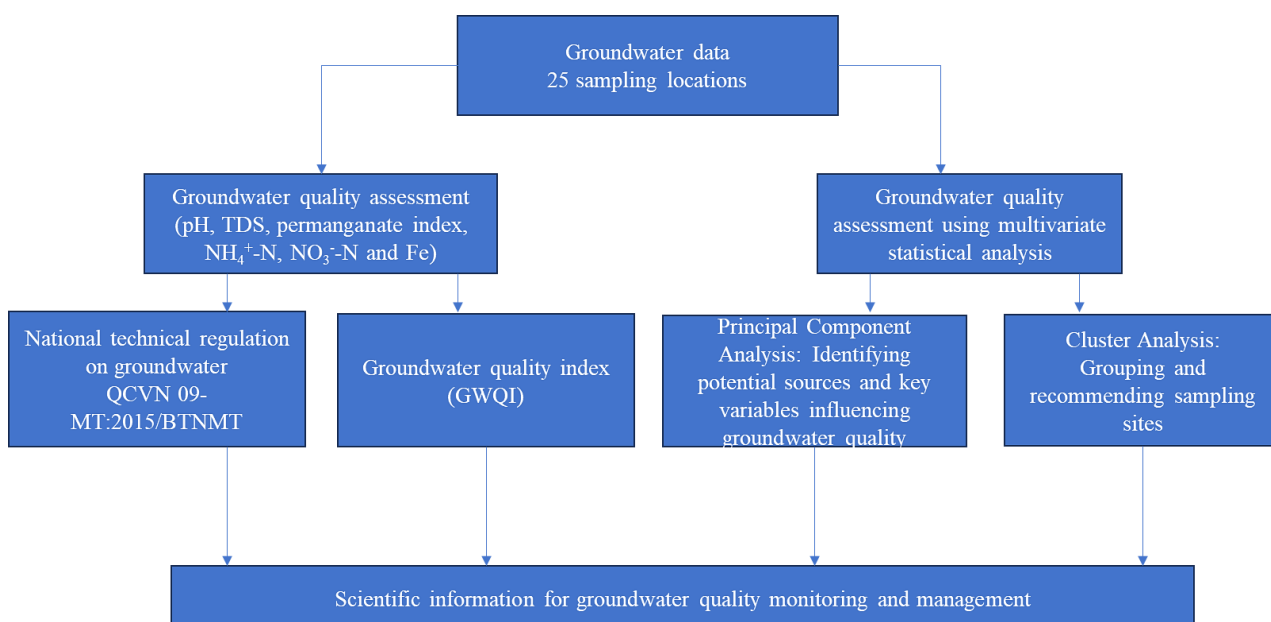 Groundwater data
25 sampling locations
Groundwater quality assessment
(pH, TDS, permanganate index,
NH₄⁺-N, NO₃⁻-N and Fe)
Groundwater quality
assessment using multivariate
statistical analysis
National technical regulation
on groundwater
QCVN 09-
MT:2015/BTNMT
Groundwater quality index
(GWQI)
Principal Component
Analysis: Identifying
potential sources and key
variables influencing
groundwater quality
Cluster Analysis:
Grouping and
recommending sampling
sites
Scientific information for groundwater quality monitoring and management